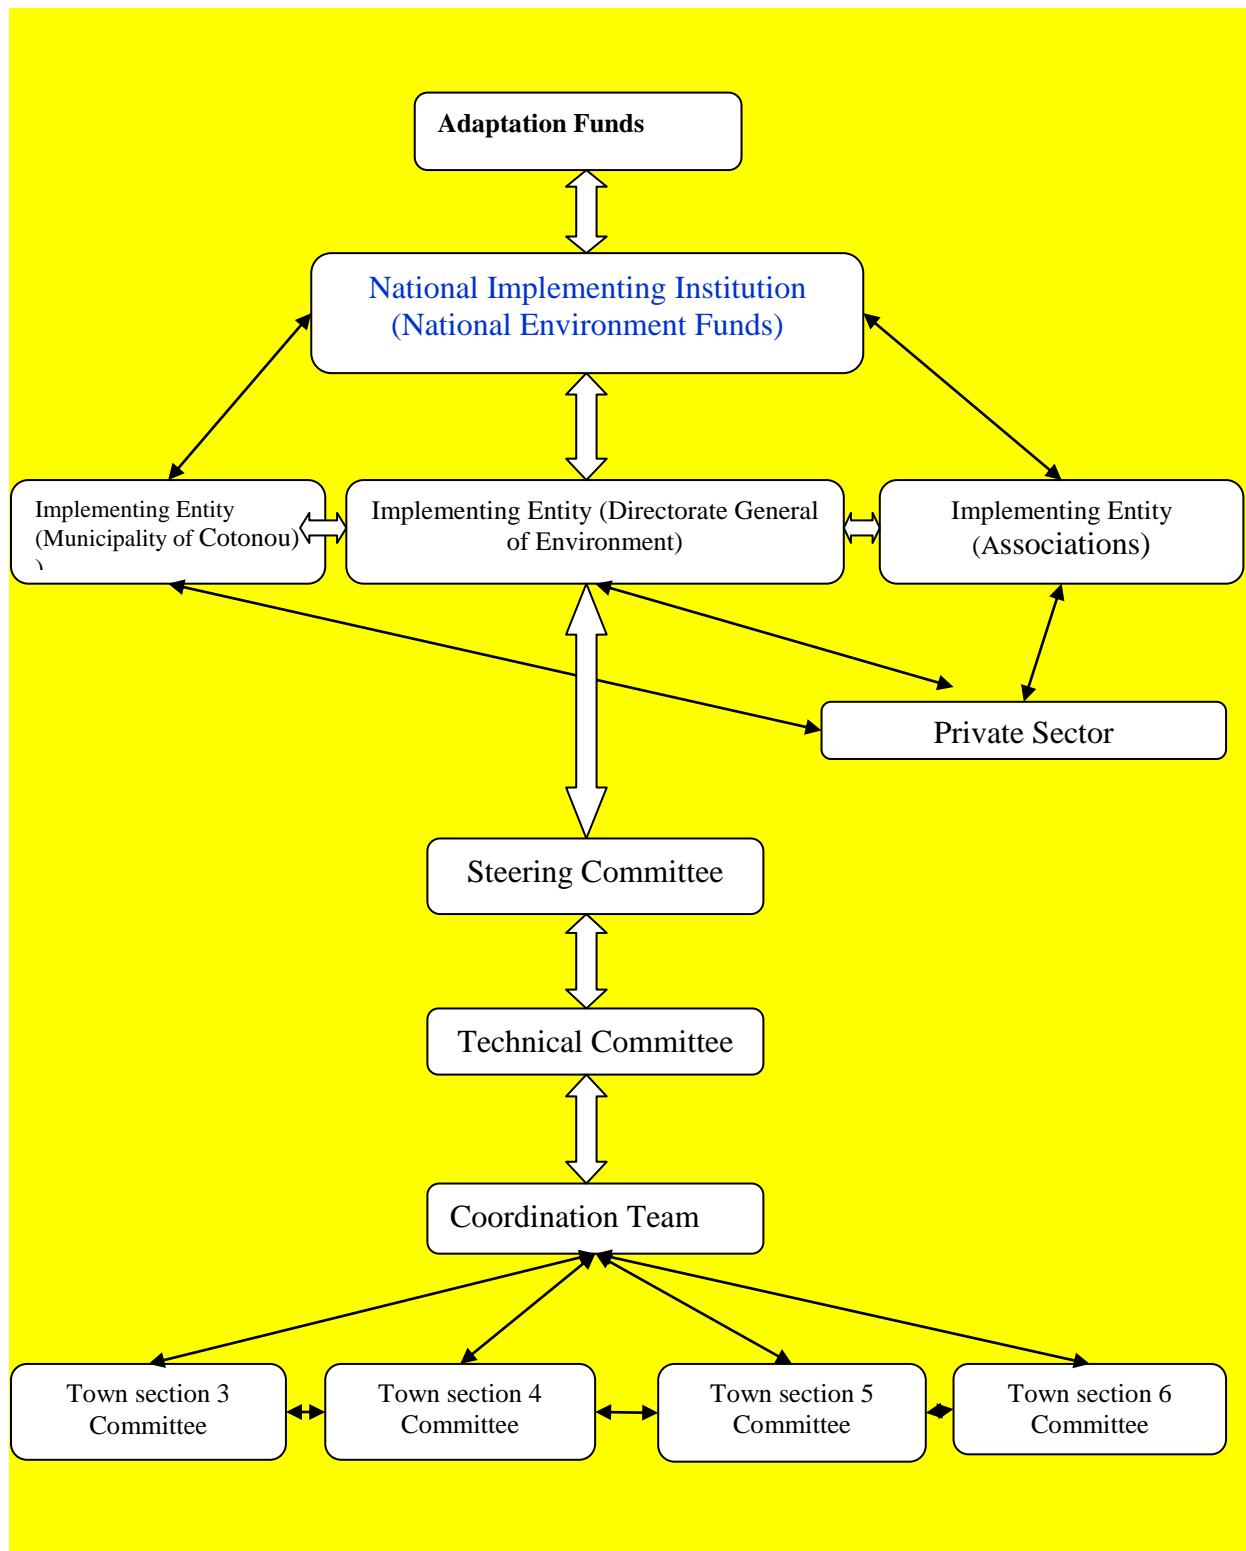 Adaptation Funds
National Implementing Institution
(National Environment Funds)
Implementing Entity
(Municipality of Cotonou)
)
Implementing Entity (Directorate General
of Environment)
Implementing Entity
(Associations)
Private Sector
Steering Committee
Technical Committee
Coordination Team
Town section 3
Committee
Town section 4
Committee
Town section 5
Committee
Town section 6
Committee